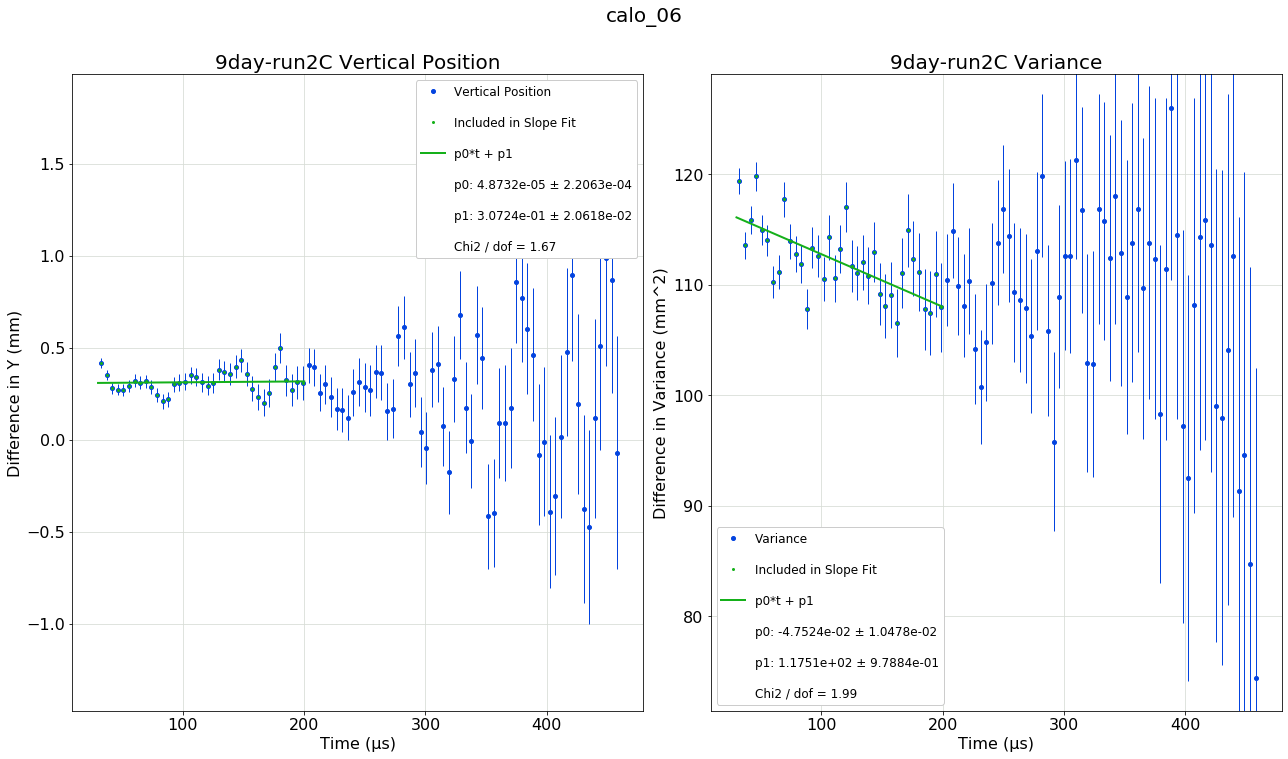 calo_06
9day-run2C Vertical Position
Vertical Position
Included in Slope Fit
p0*t + p1
p0: 4.8732e-05 ± 2.2063e-04
p1: 3.0724e-01 ± 2.0618e-02
Chi2 / dof = 1.67
Difference in Y (mm)
1.5
1.0
0.5
0.0
−0.5
−1.0
100 200 300 400
Time (μs)
9day-run2C Variance
Difference in Variance (mm^2)
120
110
100
90
80
Variance
Included in Slope Fit
p0*t + p1
p0: -4.7524e-02 ± 1.0478e-02
p1: 1.1751e+02 ± 9.7884e-01
Chi2 / dof = 1.99
100 200 300 400
Time (μs)